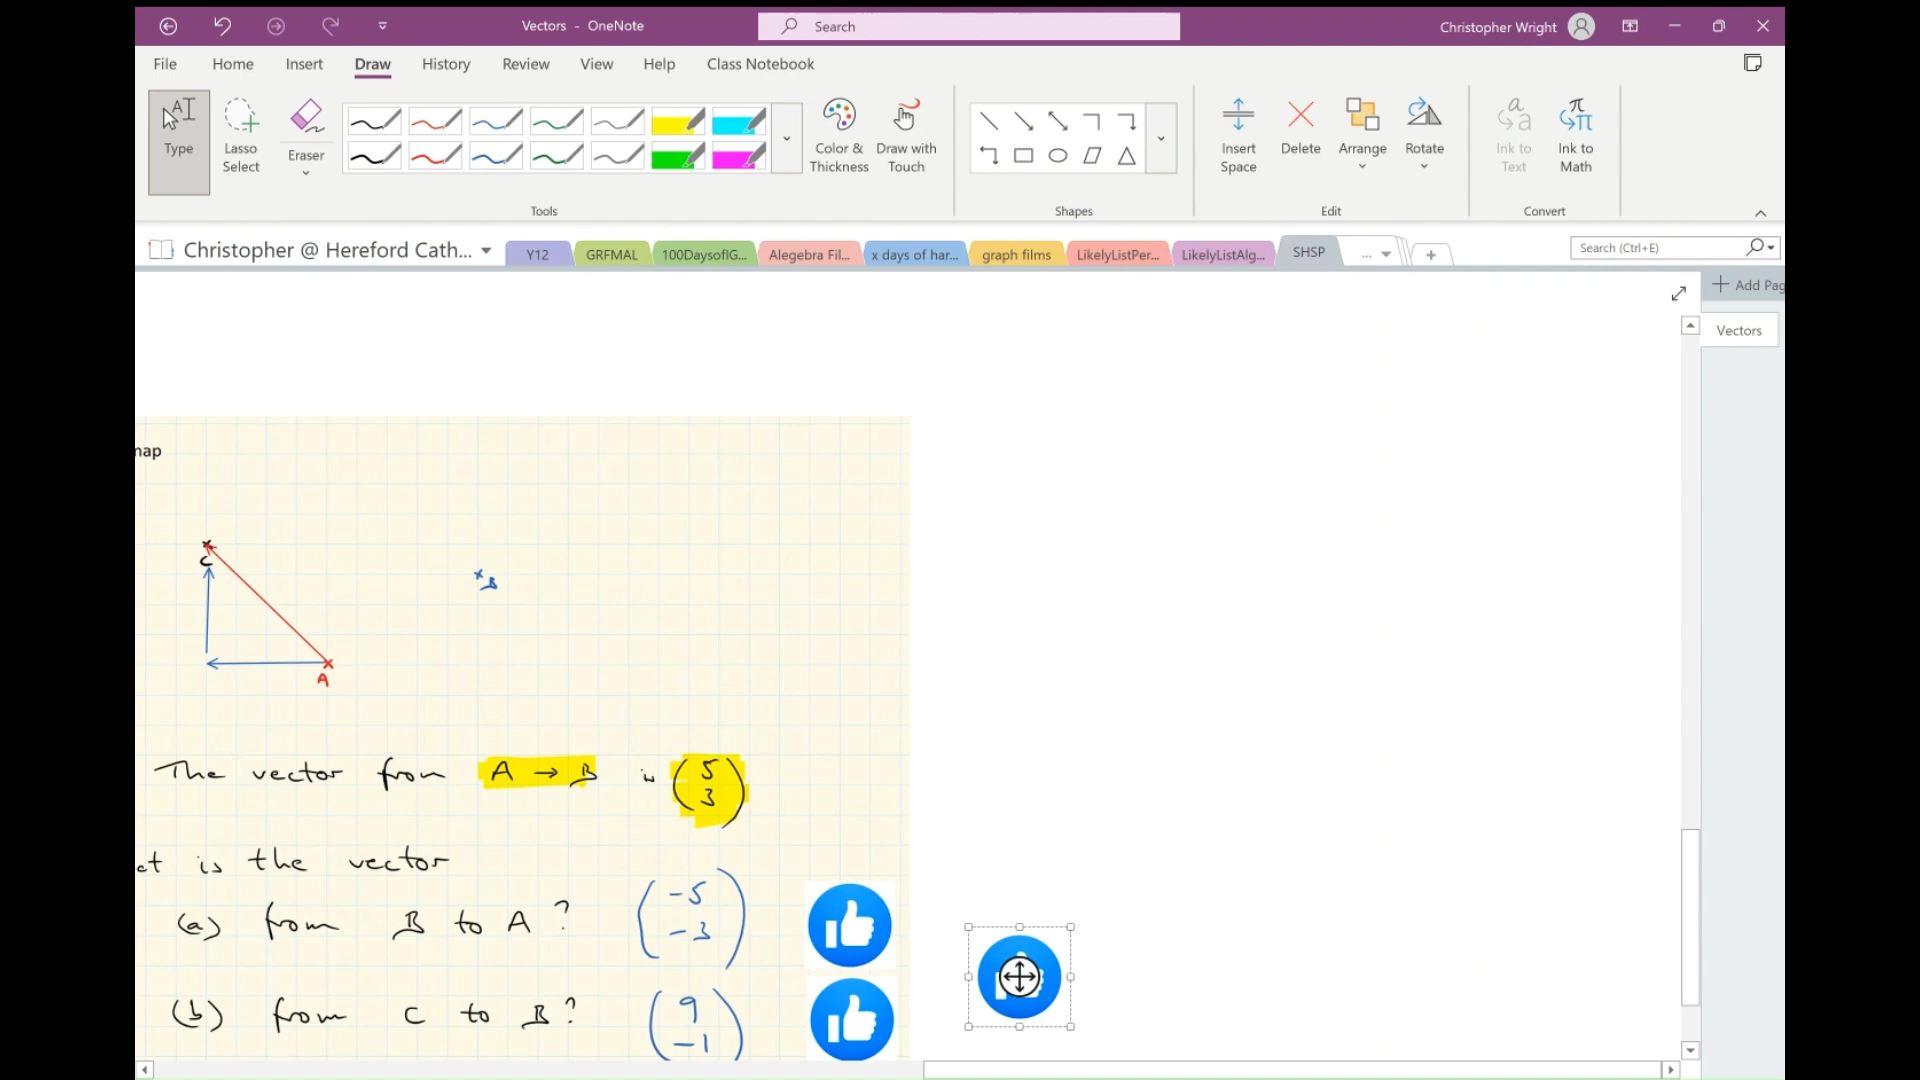 Vectors - OneNote
Search
Christopher Wright
File Home Insert Draw History Review View Help Class Notebook
Type
Lasso Select
Eraser
Color & Thickness
Draw with Touch
Insert Space
Delete
Arrange
Rotate
Ink to Text
Ink to Math
Tools
Shapes
Edit
Convert
Christopher @ Hereford Cath...
Y12
GRFMAL
100DaysofIG...
Alegebra Fil...
x days of har...
graph films
LikelyListPer...
LikelyListAlg...
SHSP
...
Search (Ctrl+E)
Add Pag
Vectors
map
C
B
A
The vector from A → B is (5 3)
at is the vector
(a) from B to A? (-5 -3)
(b) from C to B? (9 -1)